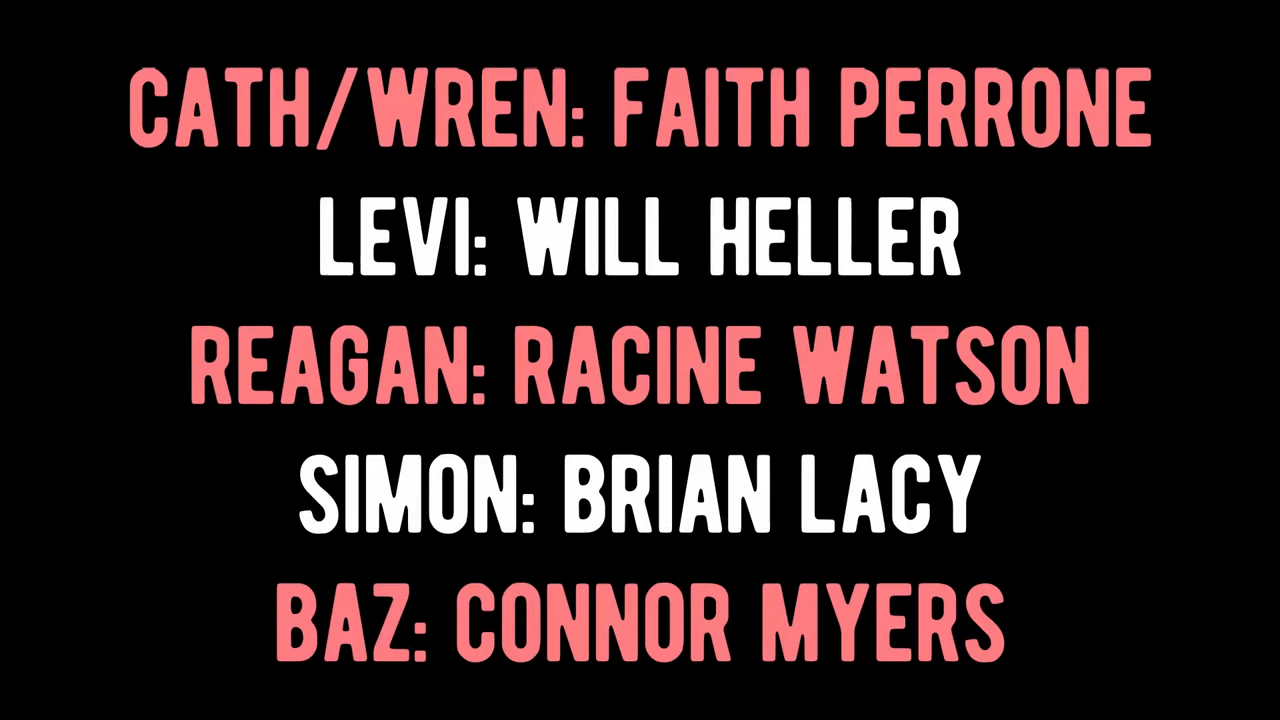 CATH/WREN: FAITH PERRONE
LEVI: WILL HELLER
REAGAN: RACINE WATSON
SIMON: BRIAN LACY
BAZ: CONNOR MYERS